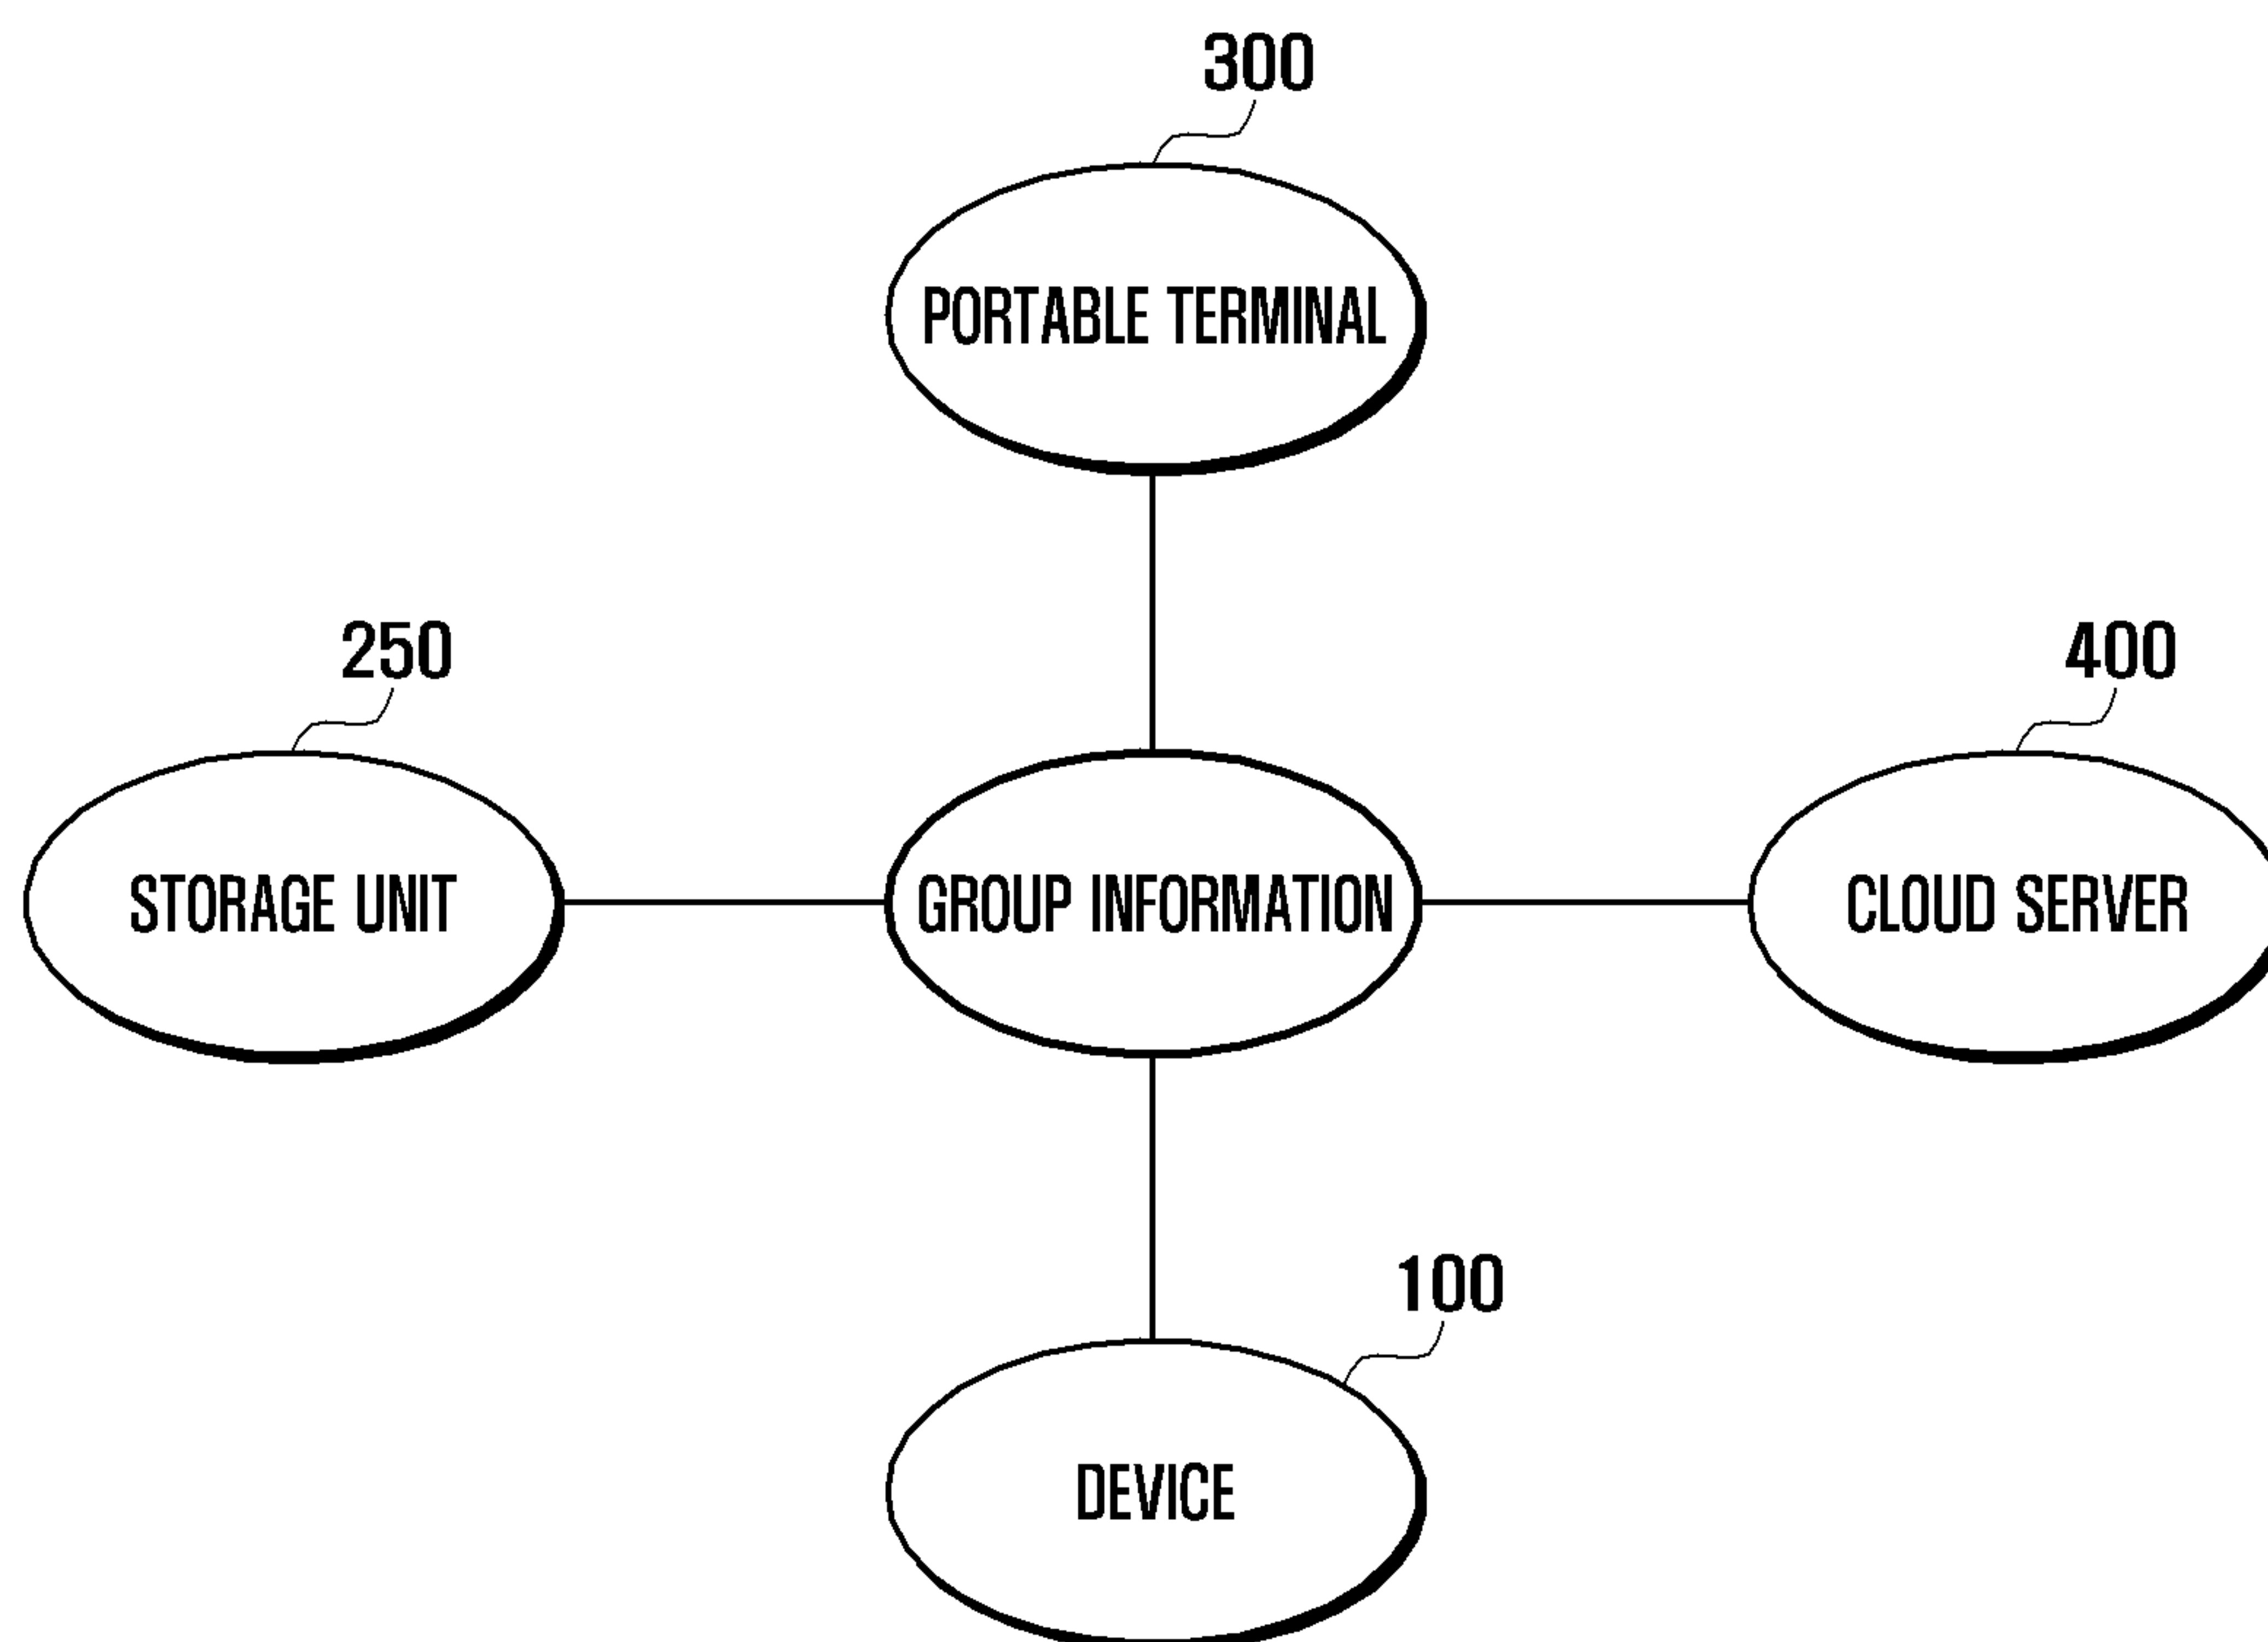 300
PORTABLE TERMINAL
250
400
STORAGE UNIT
GROUP INFORMATION
CLOUD SERVER
100
DEVICE